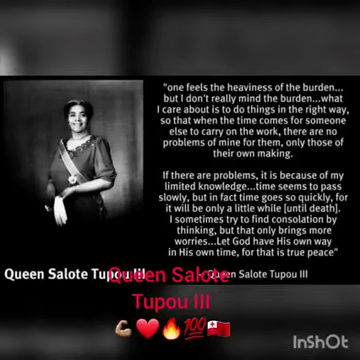 "one feels the heaviness of the burden...
but I don't really mind the burden...what
I care about is to do things in the right way,
so that when the time comes for someone
else to carry on the work, there are no
problems of mine for them, only those of
their own making.
If there are problems, it is because of my
limited knowledge...time seems to pass
slowly, but in fact time goes so quickly, for
it will be only a little while [until death].
I sometimes try to find consolation by
thinking, but that only brings more
worries...Let God have His own way
in His own time, for that is true peace"
Queen Salote Tupou III
Queen Salote Tupou III
Queen Salote
Tupou III
💪🏽❤️🔥💯🇹🇴
InShOt